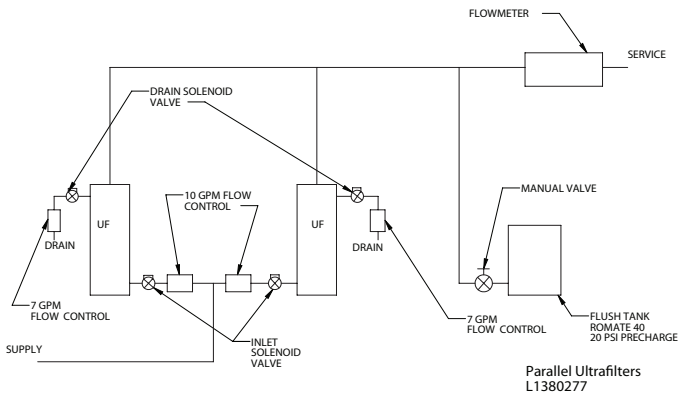 FLOWMETER
SERVICE
DRAIN SOLENOID
VALVE
10 GPM FLOW
CONTROL
MANUAL VALVE
UF
UF
DRAIN
DRAIN
7 GPM
FLOW CONTROL
7 GPM
FLOW CONTROL
FLUSH TANK
ROMATE 40
20 PSI PRECHARGE
SUPPLY
INLET
SOLENOID
VALVE
Parallel Ultrafilters
L1380277